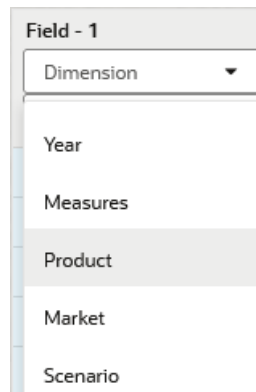 Field - 1
Dimension
Year
Measures
Product
Market
Scenario